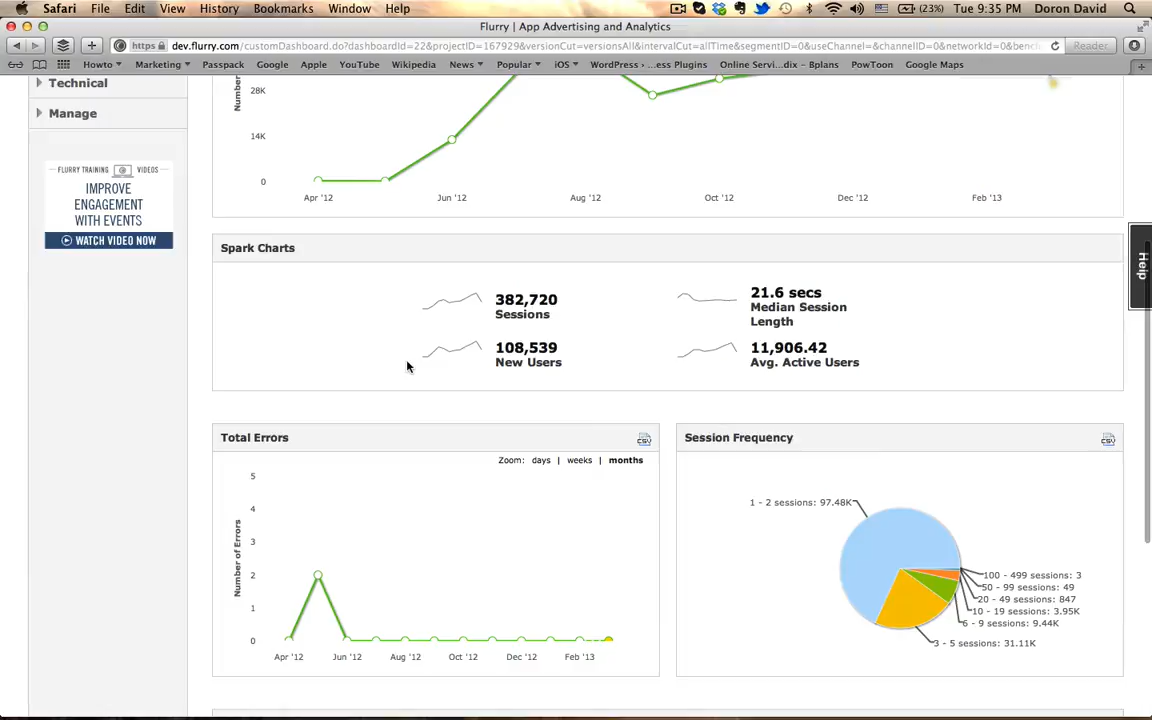 Safari File Edit View History Bookmarks Window Help (23%) Tue 9:35 PM Doron David
Flurry | App Advertising and Analytics
https dev.flurry.com/customDashboard.do?dashboardId=22&projectID=167929&versionCut=versionsAll&intervalCut=allTime&segmentID=0&useChannel=&channelID=0&networkId=0&benc Reader
Howto Marketing Passpack Google Apple YouTube Wikipedia News Popular iOS WordPress › ...ess Plugins Online Servi...dix - Bplans PowToon Google Maps
Technical
Manage
FLURRY TRAINING VIDEOS
IMPROVE
ENGAGEMENT
WITH EVENTS
WATCH VIDEO NOW
Number
28K
14K
0
Apr '12 Jun '12 Aug '12 Oct '12 Dec '12 Feb '13
Help
Spark Charts
382,720
Sessions
21.6 secs
Median Session
Length
108,539
New Users
11,906.42
Avg. Active Users
Total Errors
CSV
Zoom: days | weeks | months
Number of Errors
5
4
3
2
1
0
Apr '12 Jun '12 Aug '12 Oct '12 Dec '12 Feb '13
Session Frequency
CSV
1 - 2 sessions: 97.48K
100 - 499 sessions: 3
50 - 99 sessions: 49
20 - 49 sessions: 847
10 - 19 sessions: 3.95K
6 - 9 sessions: 9.44K
3 - 5 sessions: 31.11K